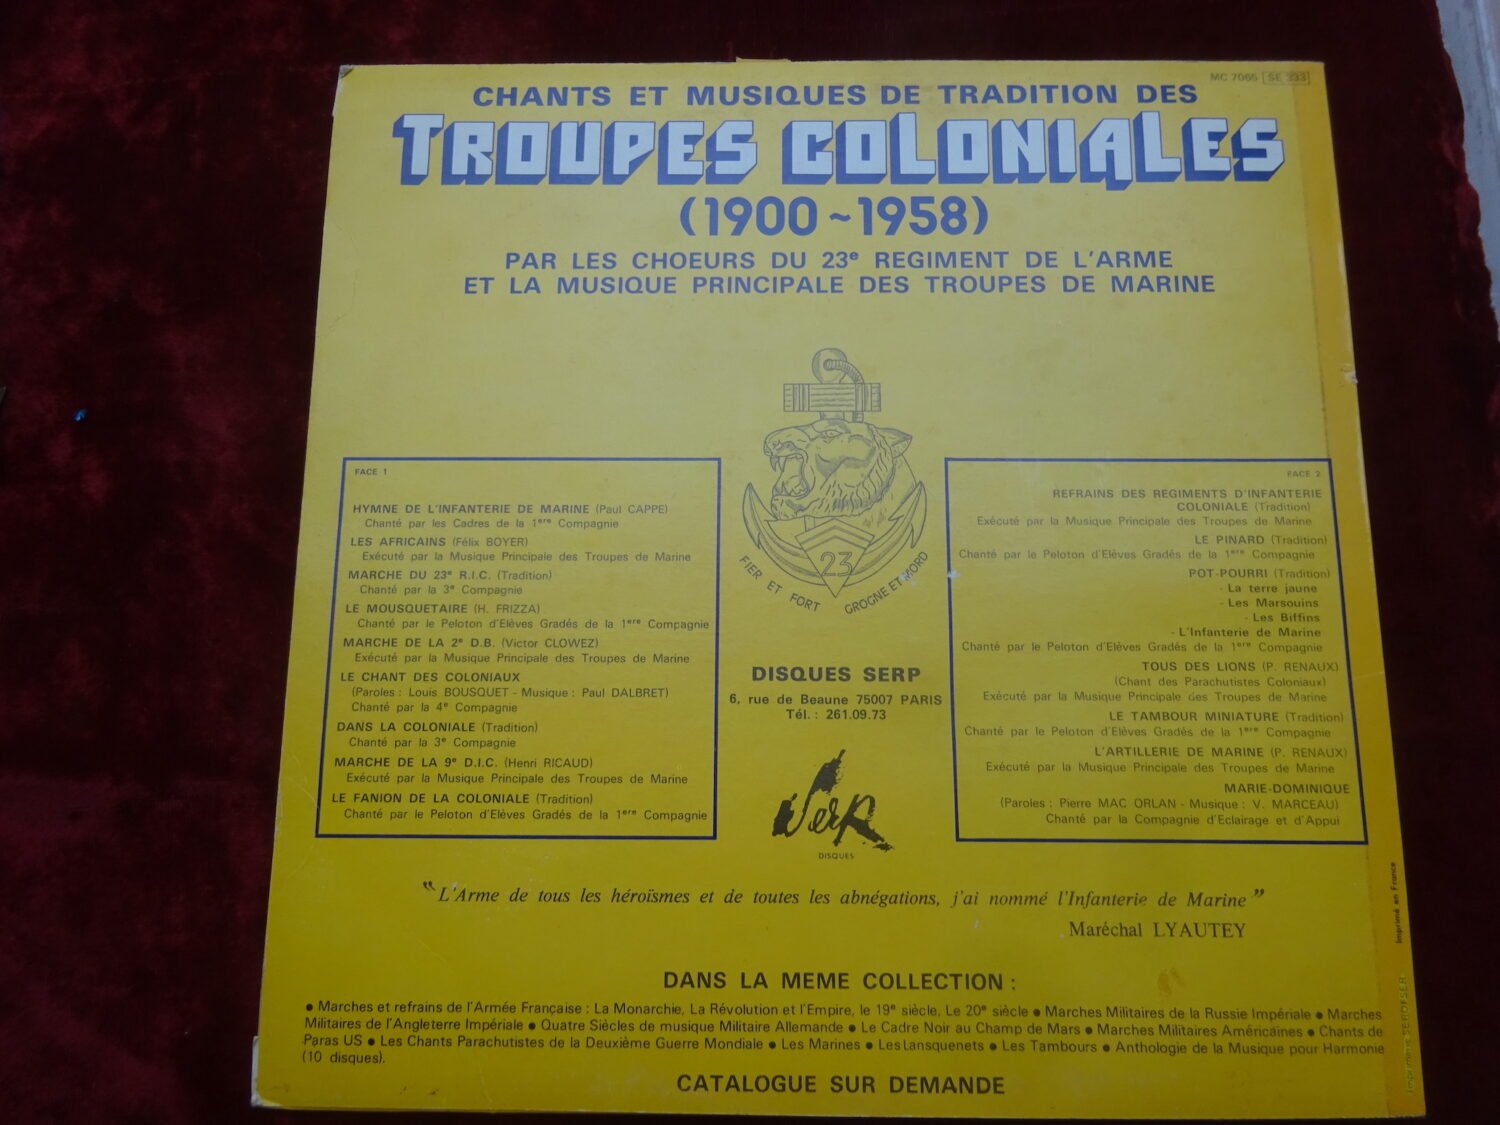 MC 7065 SE 333
CHANTS ET MUSIQUES DE TRADITION DES
TROUPES COLONIALES
(1900~1958)
PAR LES CHOEURS DU 23e REGIMENT DE L'ARME
ET LA MUSIQUE PRINCIPALE DES TROUPES DE MARINE
FACE 1
HYMNE DE L'INFANTERIE DE MARINE (Paul CAPPE)
Chanté par les Cadres de la 1ere Compagnie
LES AFRICAINS (Félix BOYER)
Exécuté par la Musique Principale des Troupes de Marine
MARCHE DU 23e R.I.C. (Tradition)
Chanté par la 3e Compagnie
LE MOUSQUETAIRE (H. FRIZZA)
Chanté par le Peloton d'Elèves Gradés de la 1ere Compagnie
MARCHE DE LA 2e D.B. (Victor CLOWEZ)
Exécuté par la Musique Principale des Troupes de Marine
LE CHANT DES COLONIAUX
(Paroles : Louis BOUSQUET - Musique : Paul DALBRET)
Chanté par la 4e Compagnie
DANS LA COLONIALE (Tradition)
Chanté par la 3e Compagnie
MARCHE DE LA 9e D.I.C. (Henri RICAUD)
Exécuté par la Musique Principale des Troupes de Marine
LE FANION DE LA COLONIALE (Tradition)
Chanté par le Peloton d'Elèves Gradés de la 1ere Compagnie
23
FIER ET FORT GROGNE ET MORD
DISQUES SERP
6, rue de Beaune 75007 PARIS
Tél. : 261.09.73
SERP
DISQUES
FACE 2
REFRAINS DES REGIMENTS D'INFANTERIE
COLONIALE (Tradition)
Exécuté par la Musique Principale des Troupes de Marine
LE PINARD (Tradition)
Chanté par le Peloton d'Elèves Gradés de la 1ere Compagnie
POT-POURRI (Tradition)
- La terre jaune
- Les Marsouins
- Les Biffins
- L'Infanterie de Marine
Chanté par le Peloton d'Elèves Gradés de la 1ere Compagnie
TOUS DES LIONS (P. RENAUX)
(Chant des Parachutistes Coloniaux)
Exécuté par la Musique Principale des Troupes de Marine
LE TAMBOUR MINIATURE (Tradition)
Chanté par le Peloton d'Elèves Gradés de la 1ere Compagnie
L'ARTILLERIE DE MARINE (P. RENAUX)
Exécuté par la Musique Principale des Troupes de Marine
MARIE-DOMINIQUE
(Paroles : Pierre MAC ORLAN - Musique : V. MARCEAU)
Chanté par la Compagnie d'Eclairage et d'Appui
"L'Arme de tous les héroïsmes et de toutes les abnégations, j'ai nommé l'Infanterie de Marine"
Maréchal LYAUTEY
DANS LA MEME COLLECTION :
● Marches et refrains de l'Armée Française : La Monarchie, La Révolution et l'Empire, le 19e siècle, Le 20e siècle ● Marches Militaires de la Russie Impériale ● Marches
Militaires de l'Angleterre Impériale ● Quatre Siècles de musique Militaire Allemande ● Le Cadre Noir au Champ de Mars ● Marches Militaires Américaines ● Chants de
Paras US ● Les Chants Parachutistes de la Deuxième Guerre Mondiale ● Les Marines ● Les Lansquenets ● Les Tambours ● Anthologie de la Musique pour Harmonie
(10 disques).
CATALOGUE SUR DEMANDE
Imprimé en France